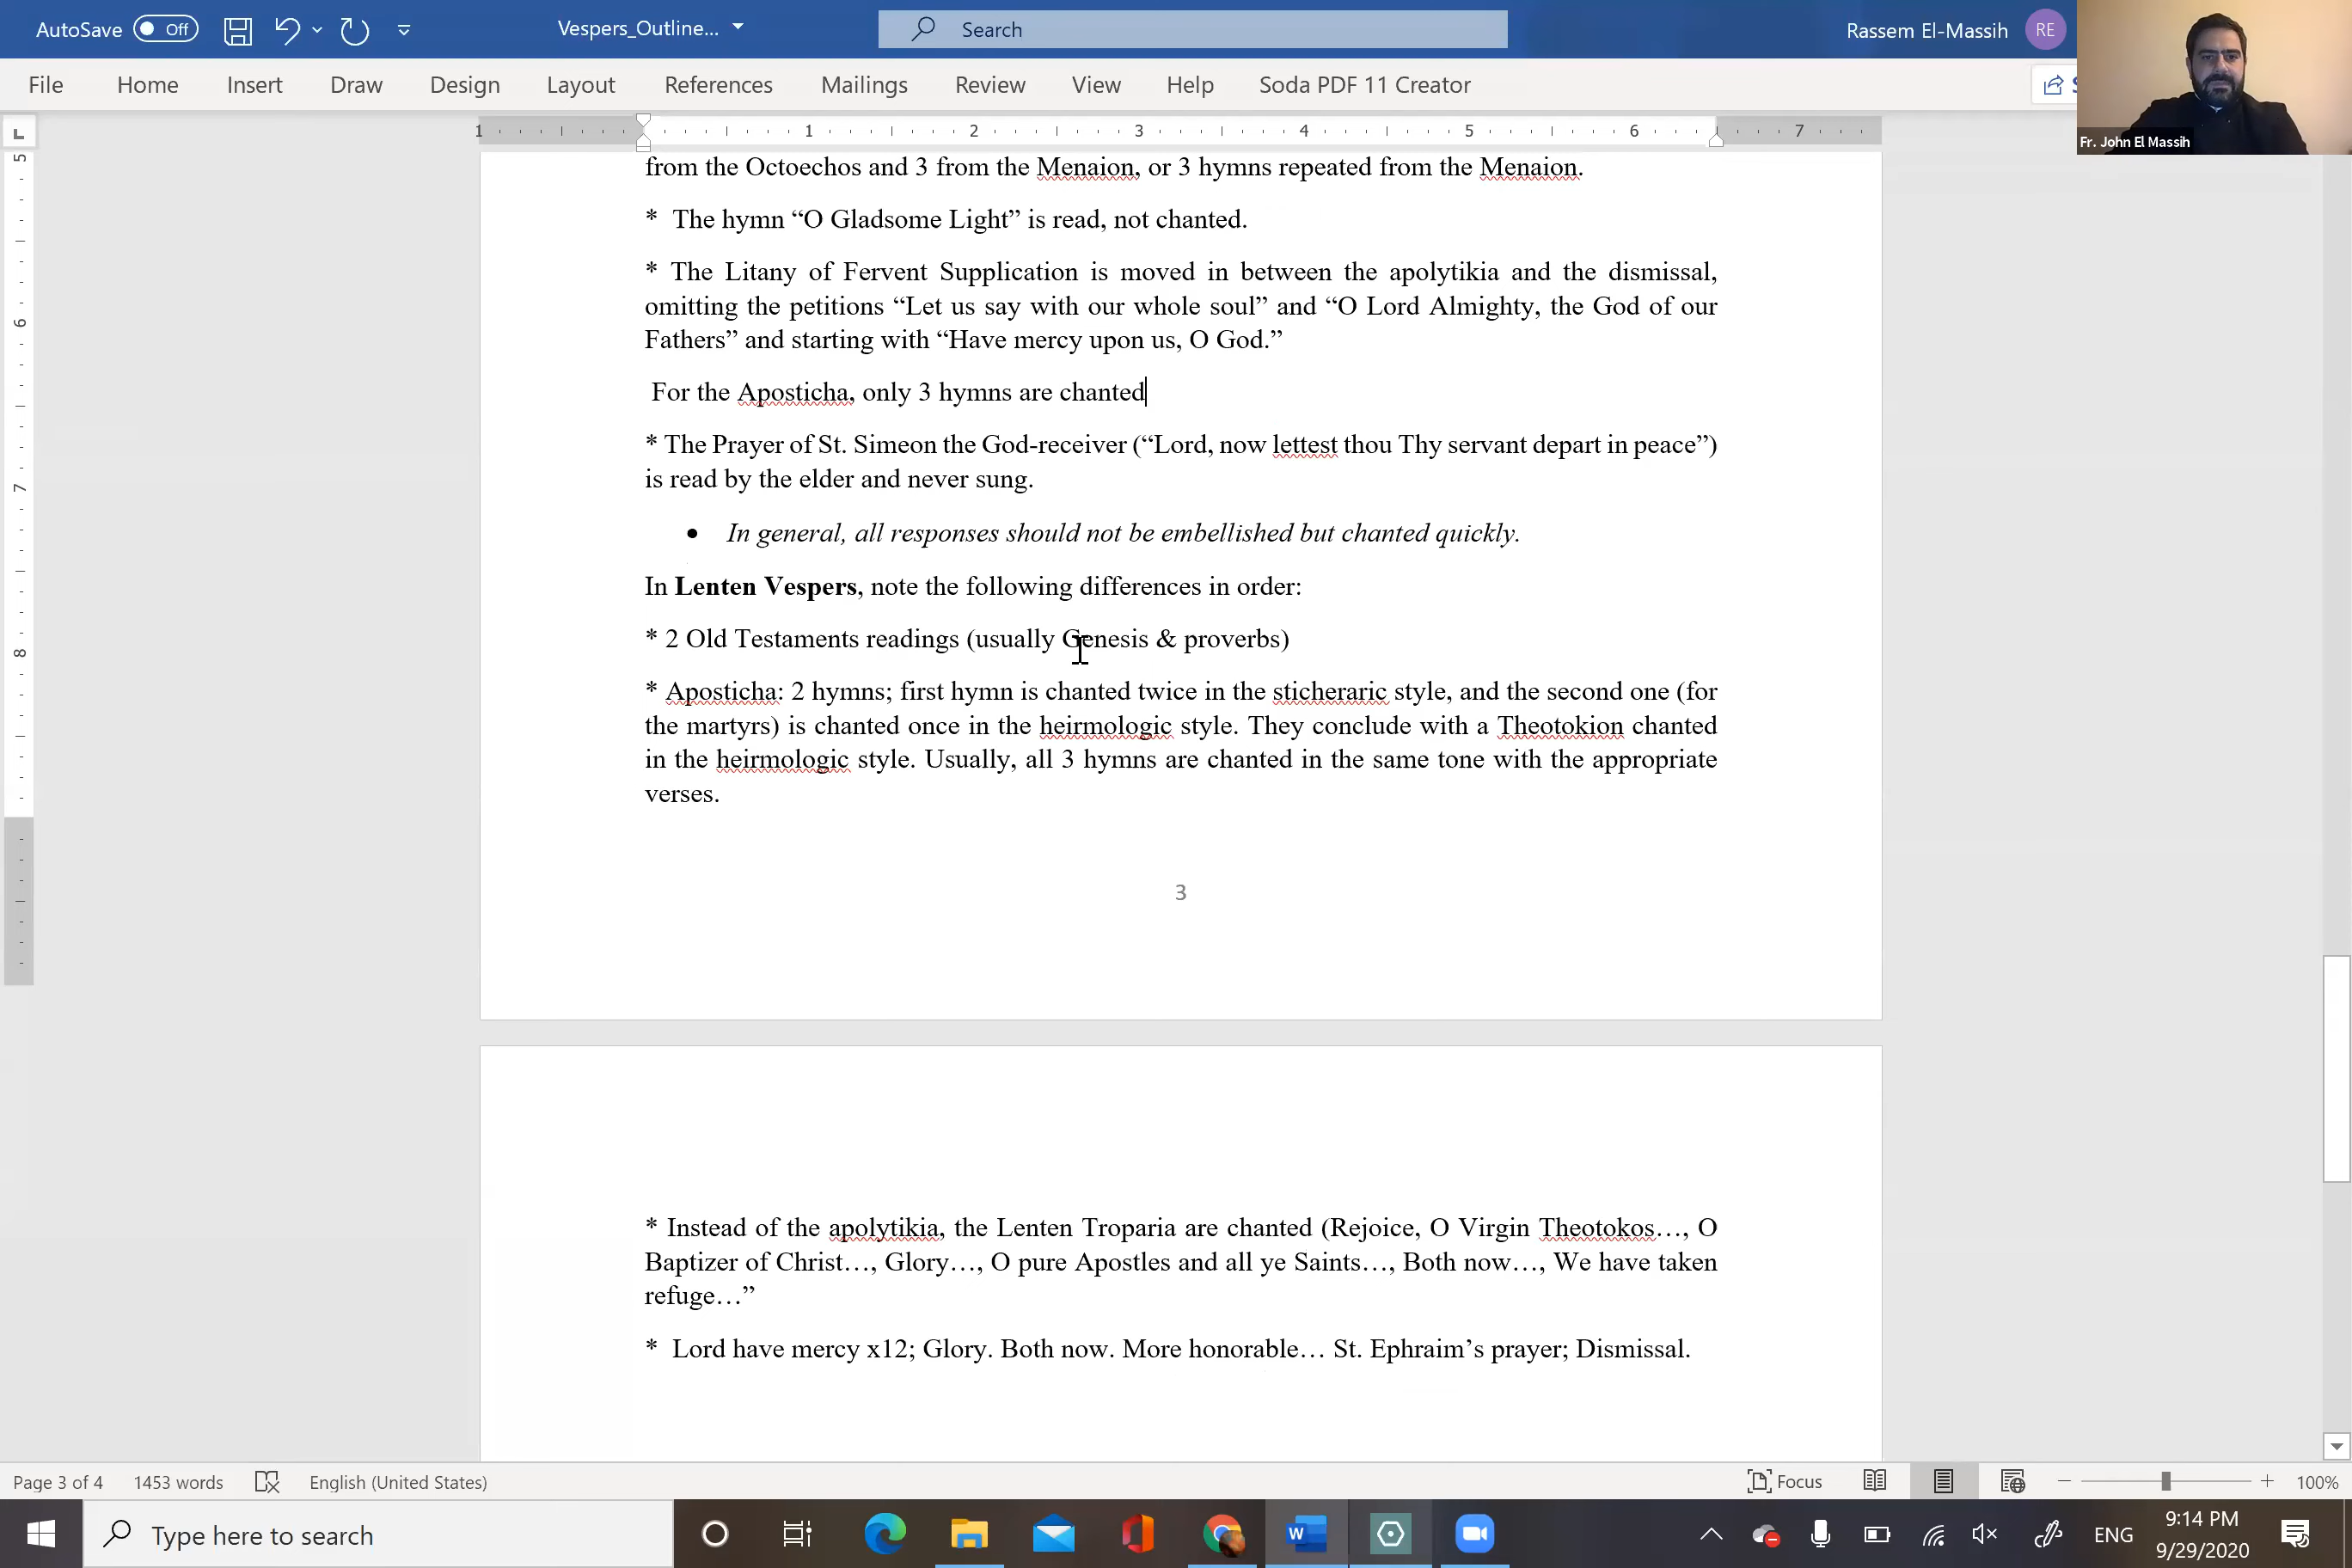 AutoSave Off Vespers_Outline... Search Rassem El-Massih RE
File Home Insert Draw Design Layout References Mailings Review View Help Soda PDF 11 Creator
Fr. John El Massih
1 1 2 3 4 5 6 7
from the Octoechos and 3 from the Menaion, or 3 hymns repeated from the Menaion.
* The hymn “O Gladsome Light” is read, not chanted.
* The Litany of Fervent Supplication is moved in between the apolytikia and the dismissal,
omitting the petitions “Let us say with our whole soul” and “O Lord Almighty, the God of our
Fathers” and starting with “Have mercy upon us, O God.”
For the Aposticha, only 3 hymns are chanted
* The Prayer of St. Simeon the God-receiver (“Lord, now lettest thou Thy servant depart in peace”)
is read by the elder and never sung.
• In general, all responses should not be embellished but chanted quickly.
In Lenten Vespers, note the following differences in order:
* 2 Old Testaments readings (usually Genesis & proverbs)
* Aposticha: 2 hymns; first hymn is chanted twice in the sticheraric style, and the second one (for
the martyrs) is chanted once in the heirmologic style. They conclude with a Theotokion chanted
in the heirmologic style. Usually, all 3 hymns are chanted in the same tone with the appropriate
verses.
3
* Instead of the apolytikia, the Lenten Troparia are chanted (Rejoice, O Virgin Theotokos…, O
Baptizer of Christ…, Glory…, O pure Apostles and all ye Saints…, Both now…, We have taken
refuge…”
* Lord have mercy x12; Glory. Both now. More honorable… St. Ephraim’s prayer; Dismissal.
5
6
7
8
Page 3 of 4 1453 words English (United States) Focus 100%
Type here to search ENG 9:14 PM
9/29/2020